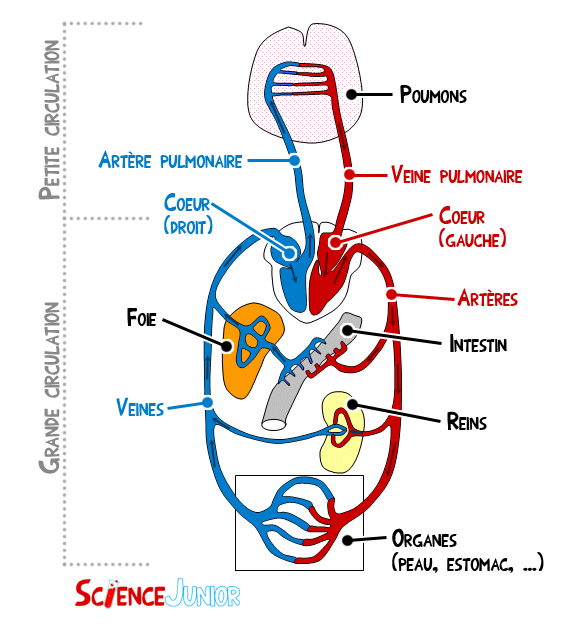 Petite circulation
Poumons
Artère pulmonaire
Veine pulmonaire
Coeur
(droit)
Coeur
(gauche)
Grande circulation
Artères
Foie
Intestin
Veines
Reins
Organes
(peau, estomac, ...)
ScienceJunior